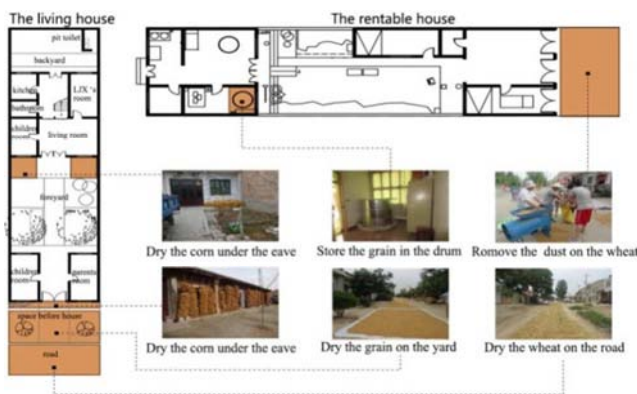 The living house
The rentable house
pit toilet
backyard
kitchen
LJX 's
room
bathroom
children
room
living room
foreyard
children
room
parents
room
space before house
road
Dry the corn under the eave
Store the grain in the drum
Romove the dust on the wheat
Dry the corn under the eave
Dry the grain on the yard
Dry the wheat on the road